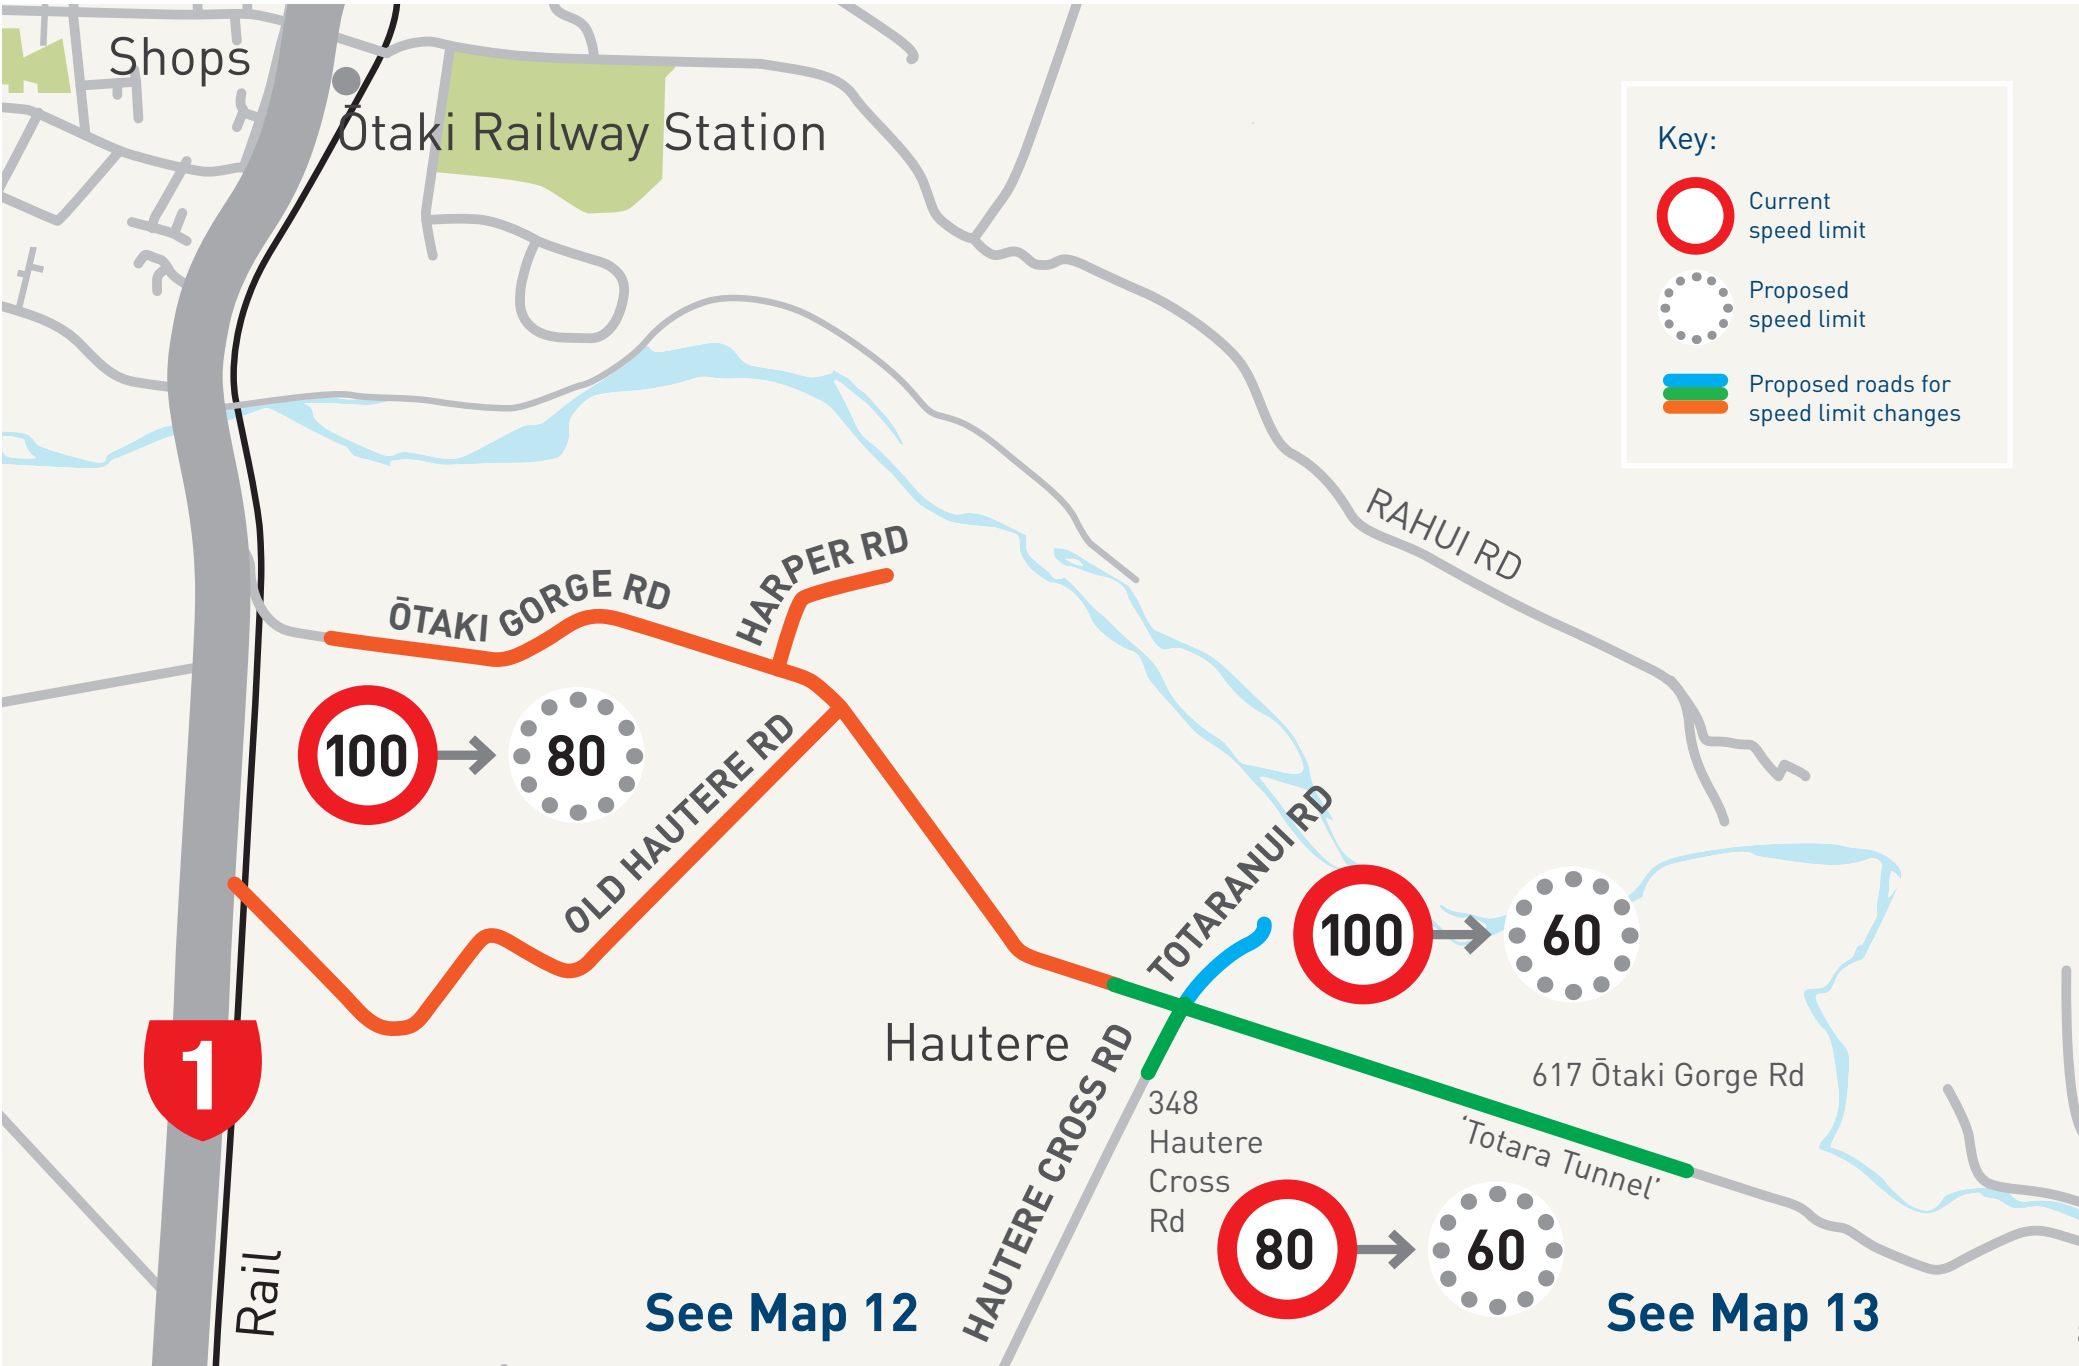 Shops
Ōtaki Railway Station
Key:
Current
speed limit
Proposed
speed limit
Proposed roads for
speed limit changes
RAHUI RD
HARPER RD
ŌTAKI GORGE RD
100
80
OLD HAUTERE RD
TOTARANUI RD
100
60
1
Hautere
HAUTERE CROSS RD
617 Ōtaki Gorge Rd
348
Hautere
Cross
Rd
‘Totara Tunnel’
80
60
Rail
See Map 12
See Map 13